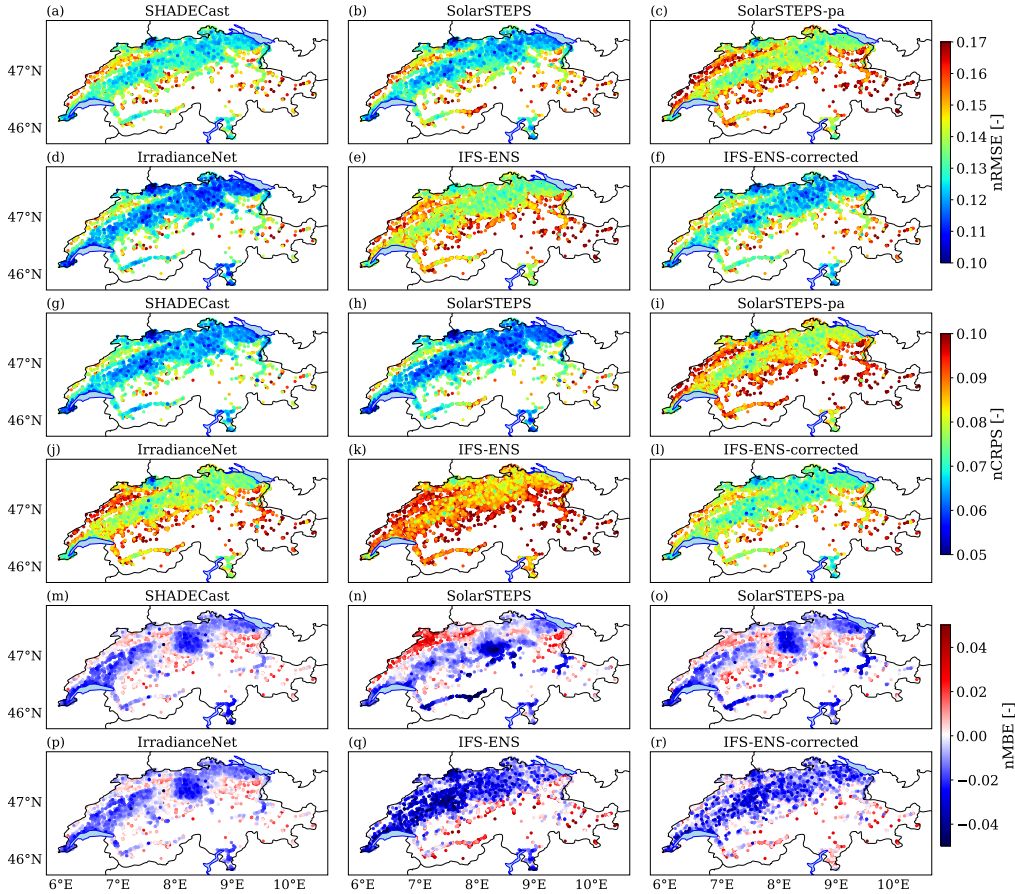 (a) SHADECast
(b) SolarSTEPS
(c) SolarSTEPS-pa
47°N
46°N
(d) IrradianceNet
(e) IFS-ENS
(f) IFS-ENS-corrected
47°N
46°N
0.17
0.16
0.15
0.14
0.13
0.12
0.11
0.10
nRMSE [-]
(g) SHADECast
(h) SolarSTEPS
(i) SolarSTEPS-pa
47°N
46°N
(j) IrradianceNet
(k) IFS-ENS
(l) IFS-ENS-corrected
47°N
46°N
0.10
0.09
0.08
0.07
0.06
0.05
nCRPS [-]
(m) SHADECast
(n) SolarSTEPS
(o) SolarSTEPS-pa
47°N
46°N
(p) IrradianceNet
(q) IFS-ENS
(r) IFS-ENS-corrected
47°N
46°N
0.04
0.02
0.00
−0.02
−0.04
nMBE [-]
6°E 7°E 8°E 9°E 10°E
6°E 7°E 8°E 9°E 10°E
6°E 7°E 8°E 9°E 10°E